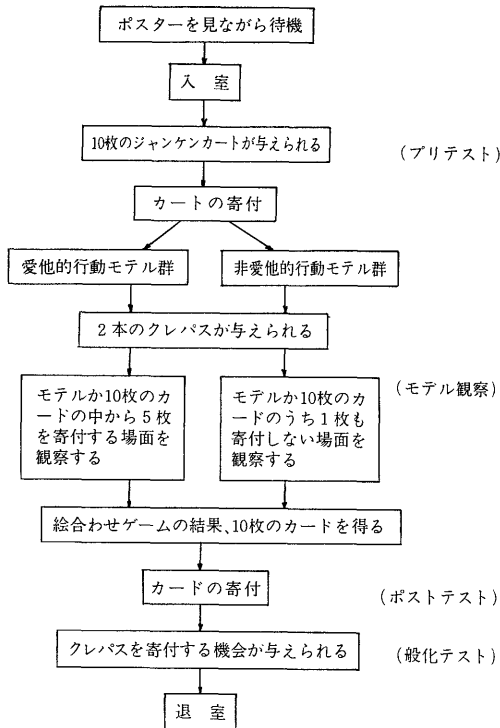 ポスターを見ながら待機
入 室
10枚のジャンケンカートが与えられる
(プリテスト)
カートの寄付
愛他的行動モテル群
非愛他的行動モテル群
2本のクレパスが与えられる
モテルか10枚のカ
ードの中から5枚
を寄付する場面を
観察する
モデルか10枚のカ
ードのうち1枚も
寄付しない場面を
観察する
(モデル観察)
絵合わせゲームの結果、10枚のカードを得る
カードの寄付
(ポストテスト)
クレパスを寄付する機会が与えられる
(般化テスト)
退 室